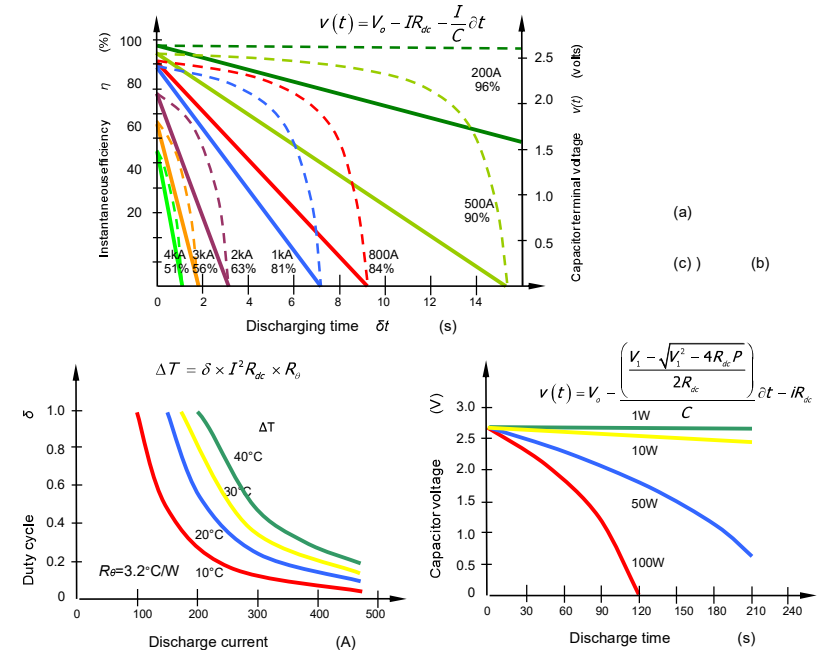 v(t) = V_o − IR_dc − I/C ∂t
(%)
η
Instantaneous efficiency
100
80
60
40
20
2.5
2.0
1.5
1.0
0.5
(volts)
v(t)
Capacitor terminal voltage
200A
96%
500A
90%
4kA
51%
3kA
56%
2kA
63%
1kA
81%
800A
84%
0 2 4 6 8 10 12 14
Discharging time δt (s)
(a)
(c) ) (b)
ΔT = δ × I² R_dc × R_θ
δ
Duty cycle
1.0
0.8
0.6
0.4
0.2
0
ΔT
40°C
30°C
20°C
10°C
Rθ=3.2°C/W
0 100 200 300 400 500
Discharge current (A)
v(t) = V_o − ((V_1 − √(V_1² − 4R_dc P)) / 2R_dc) / C ∂t − iR_dc
(V)
Capacitor voltage
3.0
2.5
2.0
1.5
1.0
0.5
0
1W
10W
50W
100W
0 30 60 90 120 150 180 210 240
Discharge time (s)